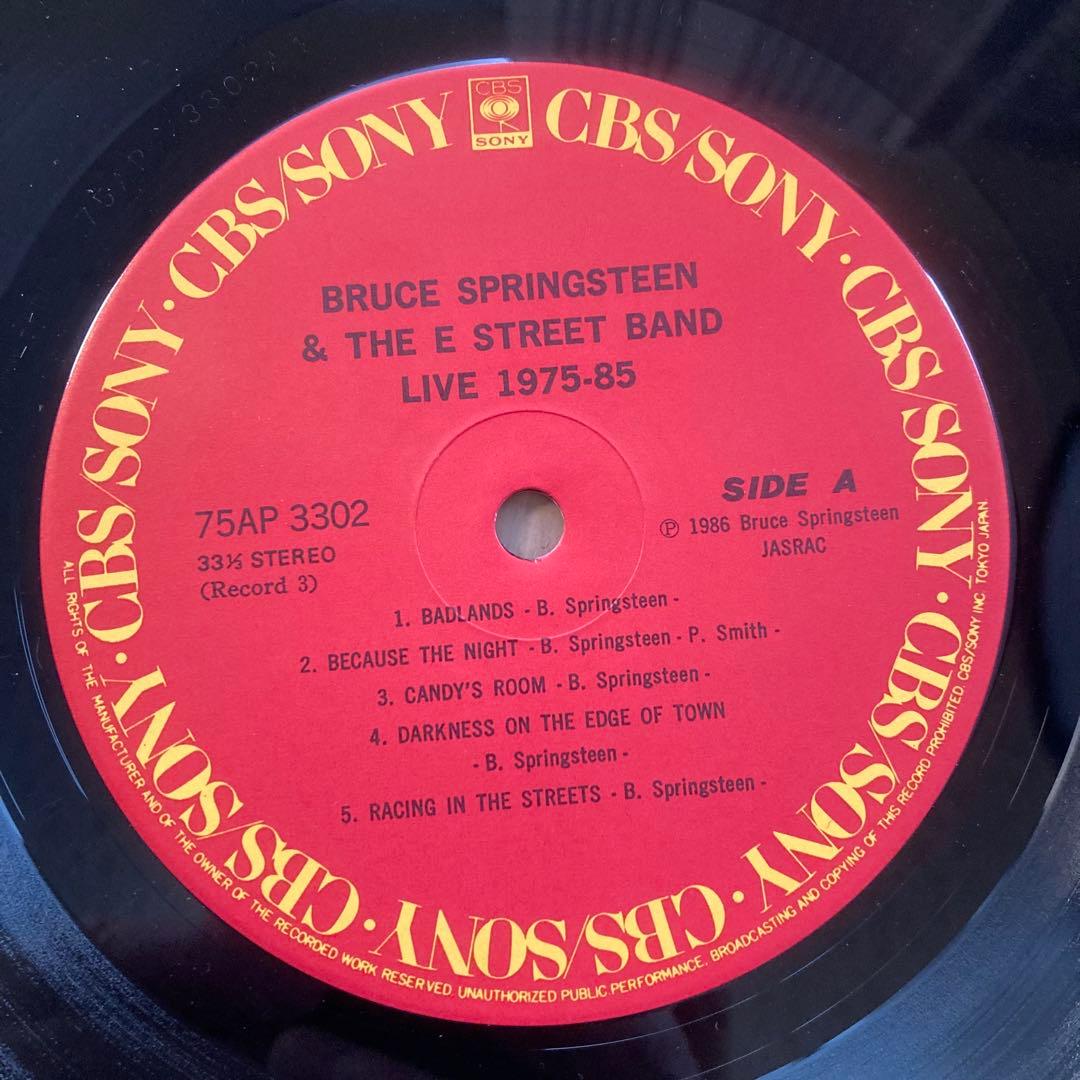 CBS
SONY
CBS/SONY · CBS/SONY · CBS/SONY · CBS/SONY · CBS/SONY · CBS/SONY · CBS/SONY · CBS/SONY
BRUCE SPRINGSTEEN
& THE E STREET BAND
LIVE 1975-85
75AP 3302
33⅓ STEREO
(Record 3)
SIDE A
Ⓟ 1986 Bruce Springsteen
JASRAC
1. BADLANDS - B. Springsteen -
2. BECAUSE THE NIGHT - B. Springsteen - P. Smith -
3. CANDY'S ROOM - B. Springsteen -
4. DARKNESS ON THE EDGE OF TOWN
- B. Springsteen -
5. RACING IN THE STREETS - B. Springsteen -
ALL RIGHTS OF THE MANUFACTURER AND OF THE OWNER OF THE RECORDED WORK RESERVED. UNAUTHORIZED PUBLIC PERFORMANCE, BROADCASTING AND COPYING OF THIS RECORD PROHIBITED. CBS/SONY INC. TOKYO JAPAN